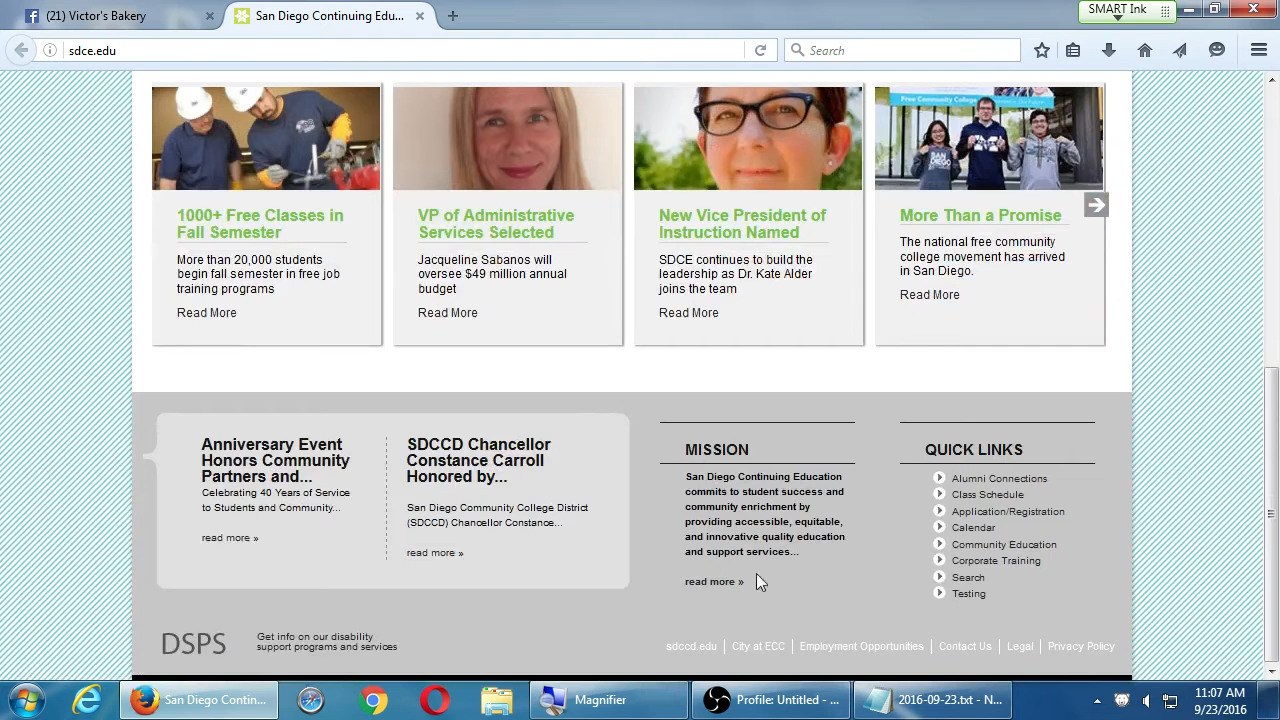 (21) Victor's Bakery
San Diego Continuing Edu...
SMART Ink
sdce.edu
Search
Free Community College
1000+ Free Classes in
Fall Semester
More than 20,000 students
begin fall semester in free job
training programs
Read More
VP of Administrative
Services Selected
Jacqueline Sabanos will
oversee $49 million annual
budget
Read More
New Vice President of
Instruction Named
SDCE continues to build the
leadership as Dr. Kate Alder
joins the team
Read More
More Than a Promise
The national free community
college movement has arrived
in San Diego.
Read More
Anniversary Event
Honors Community
Partners and...
Celebrating 40 Years of Service
to Students and Community...
read more »
SDCCD Chancellor
Constance Carroll
Honored by...
San Diego Community College District
(SDCCD) Chancellor Constance...
read more »
MISSION
San Diego Continuing Education
commits to student success and
community enrichment by
providing accessible, equitable,
and innovative quality education
and support services...
read more »
QUICK LINKS
Alumni Connections
Class Schedule
Application/Registration
Calendar
Community Education
Corporate Training
Search
Testing
DSPS
Get info on our disability
support programs and services
sdccd.edu
City at ECC
Employment Opportunities
Contact Us
Legal
Privacy Policy
San Diego Contin...
Magnifier
Profile: Untitled - ...
2016-09-23.txt - N...
11:07 AM
9/23/2016